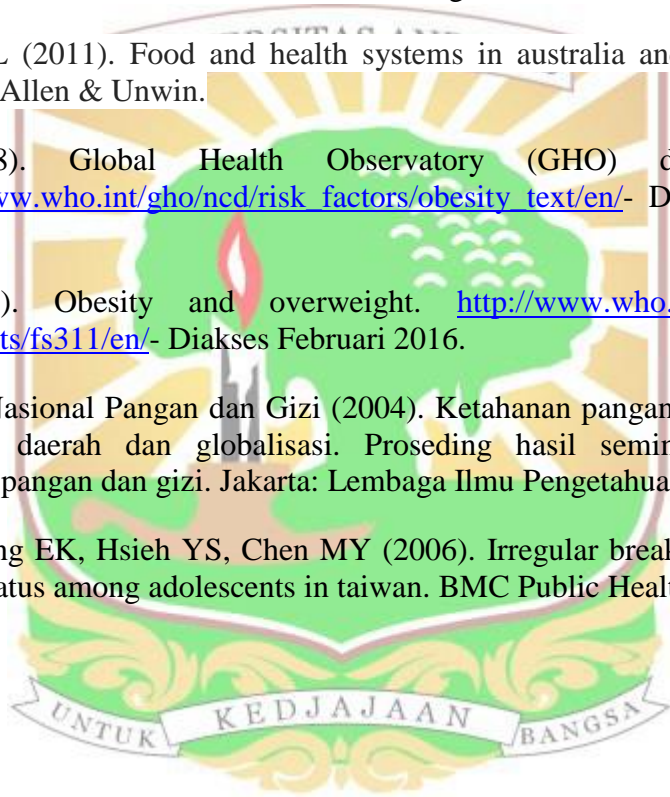 L (2011). Food and health systems in australia an
Allen & Unwin.
8). Global Health Observatory (GHO) d
ww.who.int/gho/ncd/risk_factors/obesity_text/en/- D
). Obesity and overweight. http://www.who.
ts/fs311/en/- Diakses Februari 2016.
Nasional Pangan dan Gizi (2004). Ketahanan pangan
daerah dan globalisasi. Proseding hasil semin
pangan dan gizi. Jakarta: Lembaga Ilmu Pengetahua
ng EK, Hsieh YS, Chen MY (2006). Irregular break
atus among adolescents in taiwan. BMC Public Healt
UNTUK KEDJAJAAN BANGSA